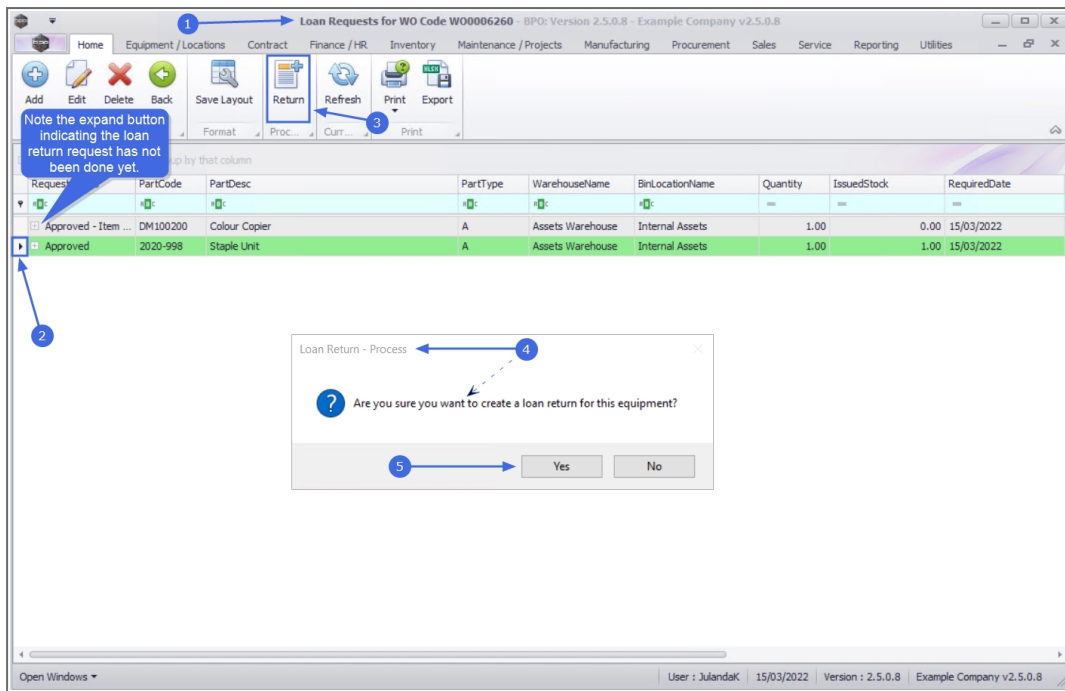 1
Loan Requests for WO Code WO0006260 - BPO: Version 2.5.0.8 - Example Company v2.5.0.8
Home Equipment / Locations Contract Finance / HR Inventory Maintenance / Projects Manufacturing Procurement Sales Service Reporting Utilities
Add Edit Delete Back Save Layout Return Refresh Print Export
3
Format Proc... Curr... Print
Note the expand button
indicating the loan
return request has not
been done yet.
by that column
Request PartCode PartDesc PartType WarehouseName BinLocationName Quantity IssuedStock RequiredDate
Approved - Item ... DM100200 Colour Copier A Assets Warehouse Internal Assets 1.00 0.00 15/03/2022
Approved 2020-998 Staple Unit A Assets Warehouse Internal Assets 1.00 1.00 15/03/2022
2
Loan Return - Process
4
Are you sure you want to create a loan return for this equipment?
5
Yes No
Open Windows User : JulandaK 15/03/2022 Version : 2.5.0.8 Example Company v2.5.0.8